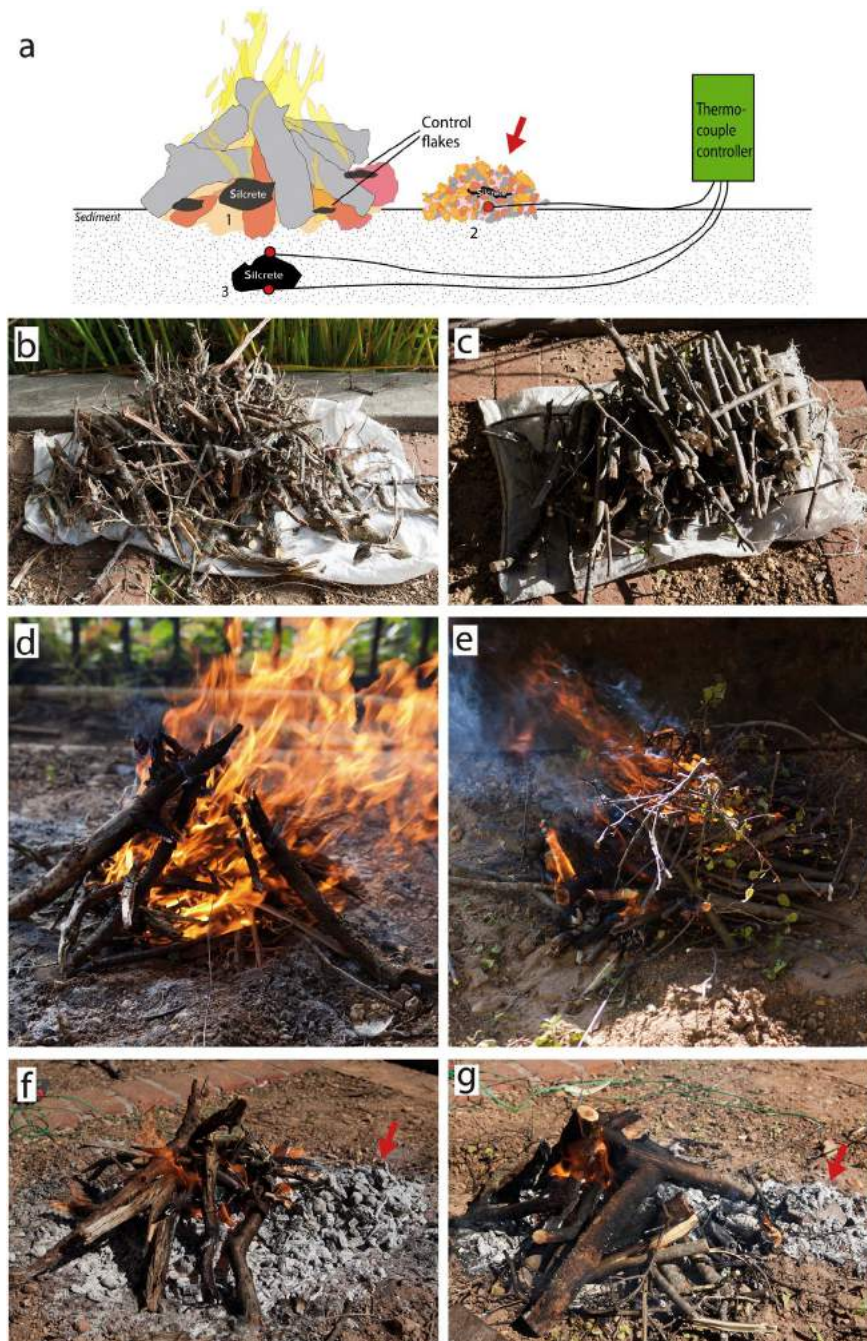 a
Control
flakes
Thermo-
couple
controller
Silcrete
Silcrete
Sediment
1
2
Silcrete
3
b
c
d
e
f
g